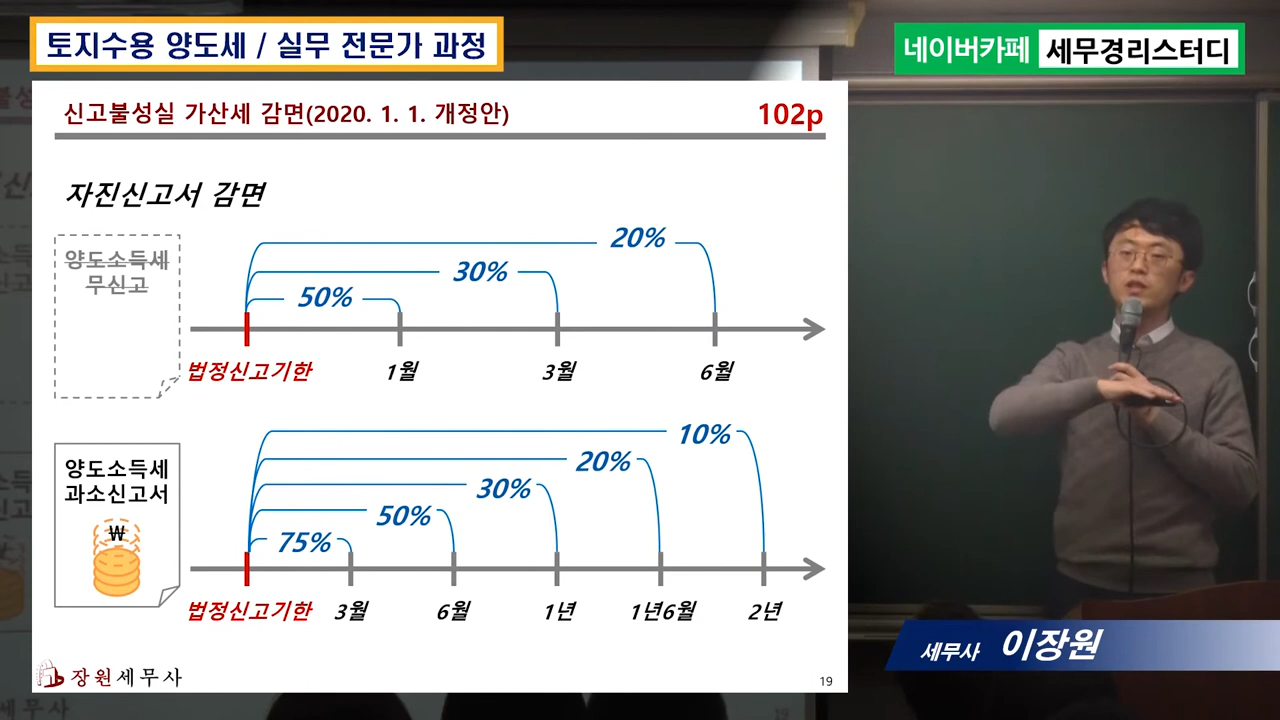 토지수용 양도세 / 실무 전문가 과정
네이버카페 세무경리스터디
신고불성실 가산세 감면(2020. 1. 1. 개정안)
102p
자진신고서 감면
양도소득세
무신고
20%
30%
50%
법정신고기한
1월
3월
6월
양도소득세
과소신고서
₩
10%
20%
30%
50%
75%
법정신고기한
3월
6월
1년
1년6월
2년
장원세무사
19
세무사 이장원